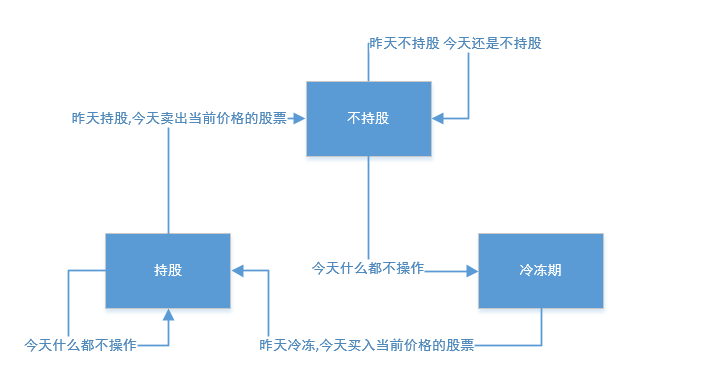 昨天不持股 今天还是不持股
昨天持股,今天卖出当前价格的股票
不持股
持股
今天什么都不操作
冷冻期
今天什么都不操作
昨天冷冻,今天买入当前价格的股票